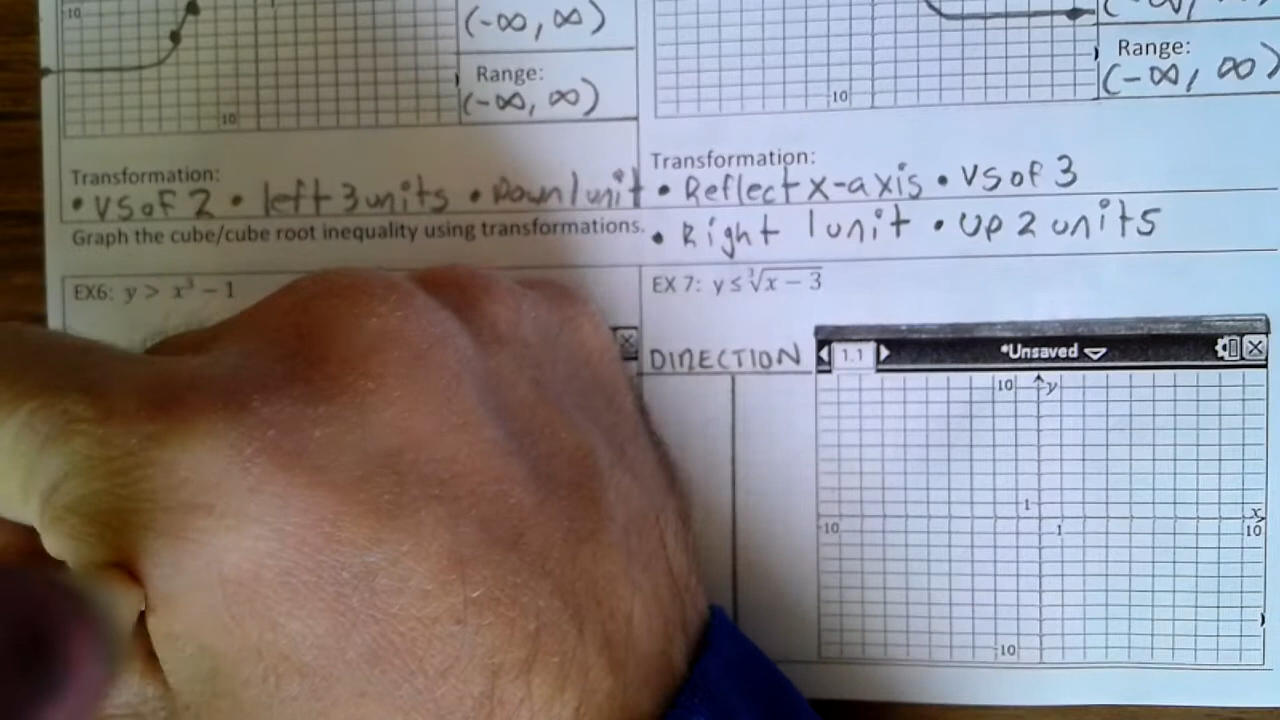 10
(-∞, ∞)
Range:
(-∞, ∞)
10
Range:
(-∞, ∞)
10
Transformation:
• VS of 2 • left 3 units • Down 1 unit
Transformation:
• Reflect x-axis • VS of 3
• Right 1 unit • up 2 units
Graph the cube/cube root inequality using transformations.
EX6: y > x³ − 1
EX 7: y ≤ ∛(x − 3)
DIRECTION
1.1
*Unsaved
10
y
1
x
-10
1
10
-10